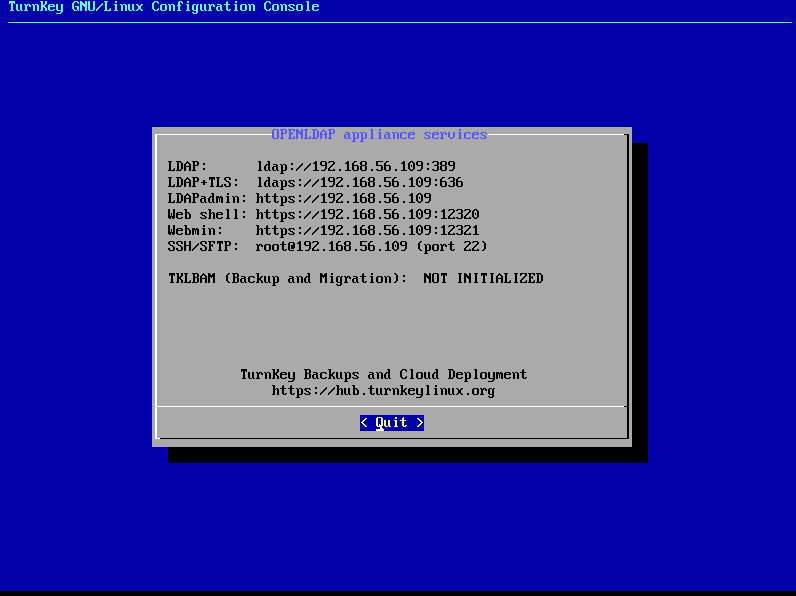 TurnKey GNU/Linux Configuration Console
OPENLDAP appliance services
LDAP: ldap://192.168.56.109:389
LDAP+TLS: ldaps://192.168.56.109:636
LDAPadmin: https://192.168.56.109
Web shell: https://192.168.56.109:12320
Webmin: https://192.168.56.109:12321
SSH/SFTP: root@192.168.56.109 (port 22)
TKLBAM (Backup and Migration): NOT INITIALIZED
TurnKey Backups and Cloud Deployment
https://hub.turnkeylinux.org
< Quit >